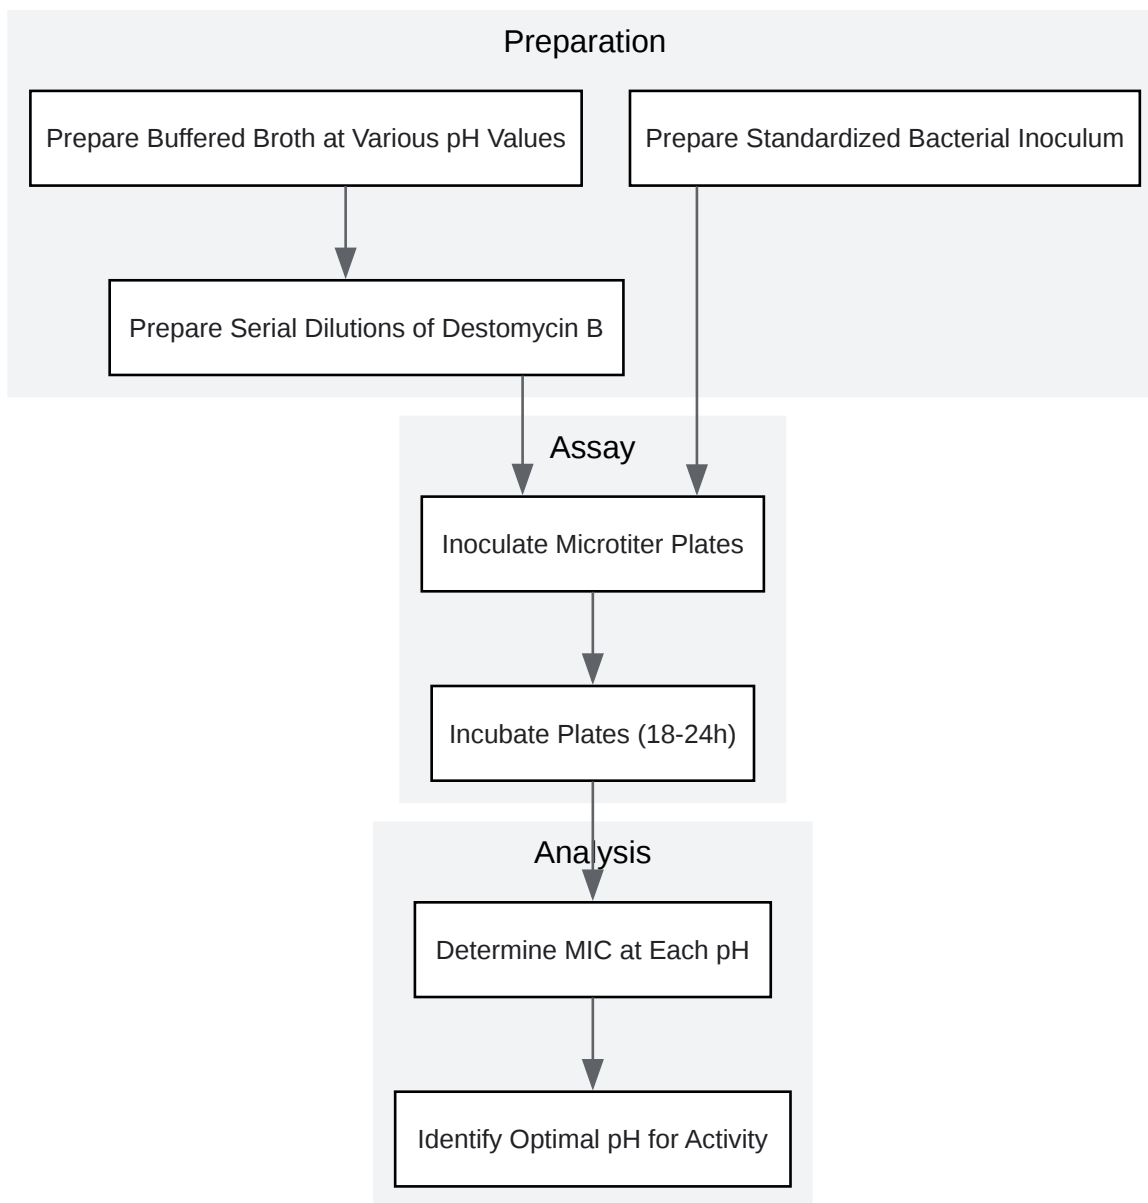 Preparation
Prepare Buffered Broth at Various pH Values
Prepare Standardized Bacterial Inoculum
Prepare Serial Dilutions of Destomycin B
Assay
Inoculate Microtiter Plates
Incubate Plates (18-24h)
Analysis
Determine MIC at Each pH
Identify Optimal pH for Activity